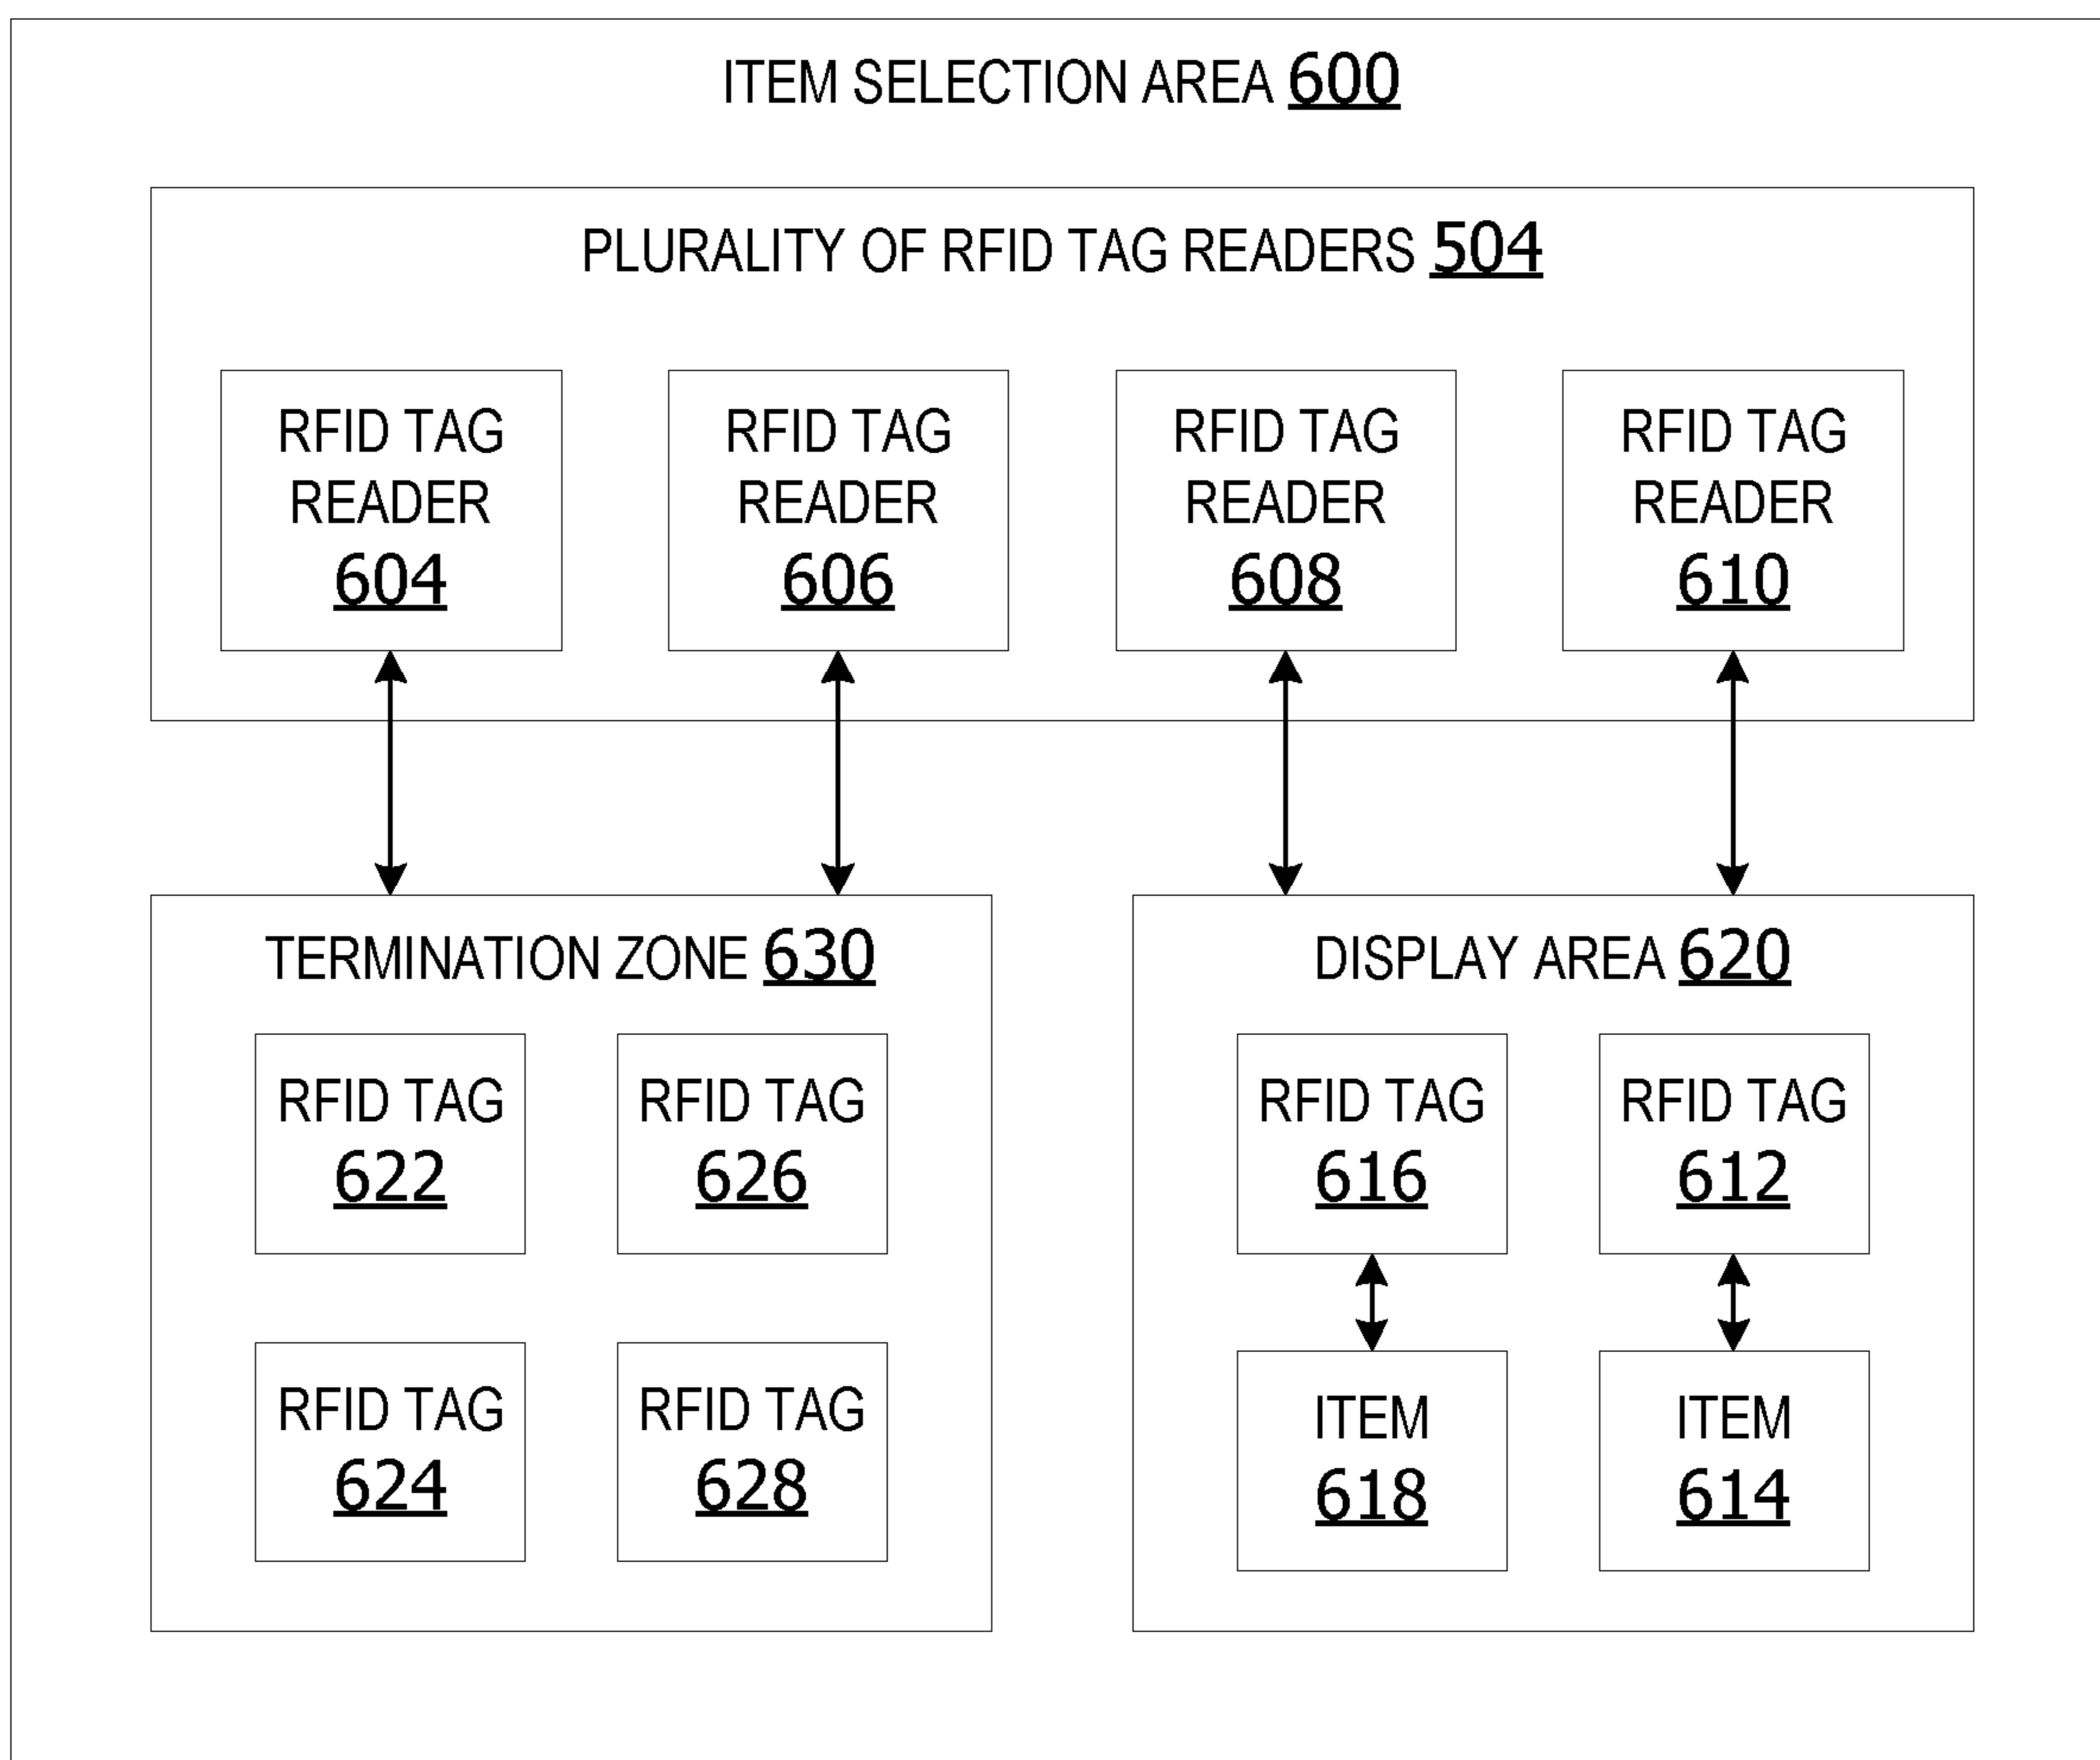 ITEM SELECTION AREA 600
PLURALITY OF RFID TAG READERS 504
RFID TAG
READER
604
RFID TAG
READER
606
RFID TAG
READER
608
RFID TAG
READER
610
TERMINATION ZONE 630
RFID TAG
622
RFID TAG
626
RFID TAG
624
RFID TAG
628
DISPLAY AREA 620
RFID TAG
616
RFID TAG
612
ITEM
618
ITEM
614